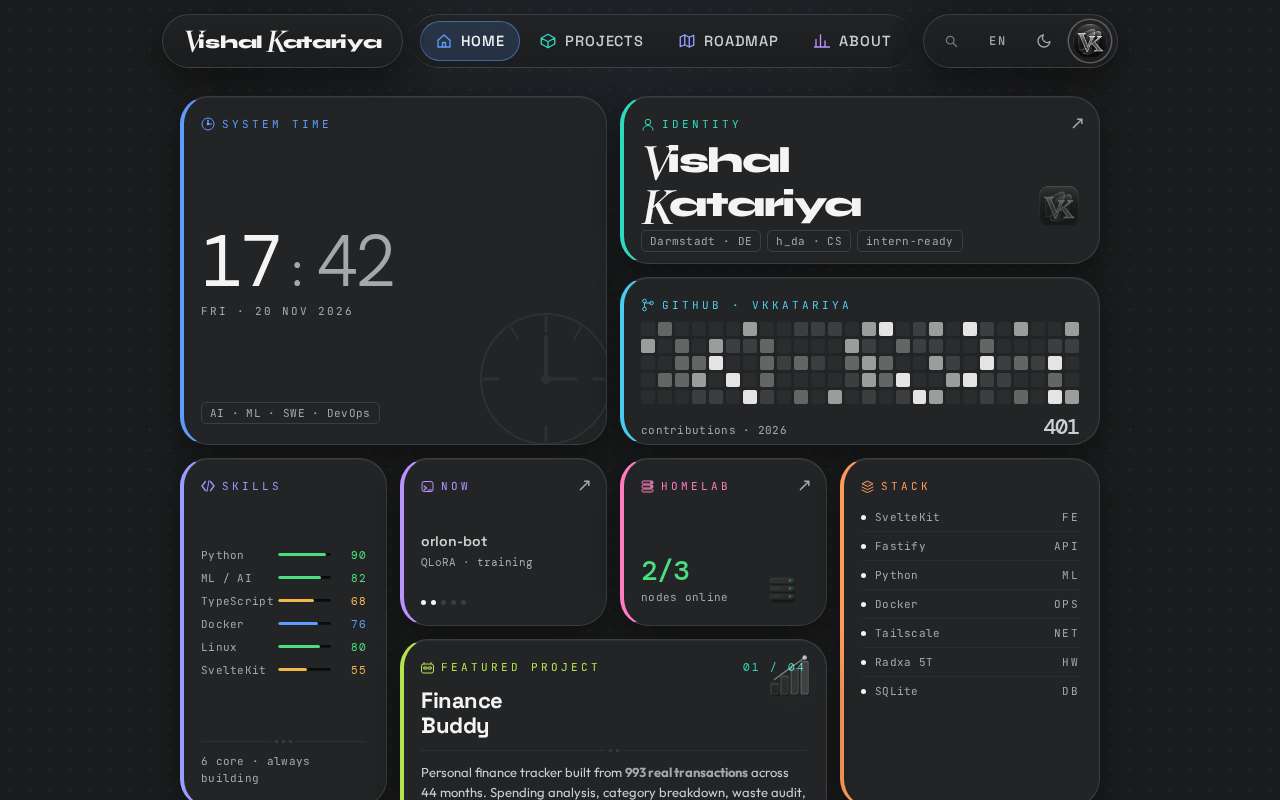 Vishal Katariya
HOME
PROJECTS
ROADMAP
ABOUT
EN
VK
SYSTEM TIME
17:42
FRI · 20 NOV 2026
AI · ML · SWE · DevOps
IDENTITY
Vishal
Katariya
VK
Darmstadt · DE
h_da · CS
intern-ready
GITHUB · VKKATARIYA
contributions · 2026
401
SKILLS
Python 90
ML / AI 82
TypeScript 68
Docker 76
Linux 80
SvelteKit 55
6 core · always
building
NOW
orlon-bot
QLoRA · training
HOMELAB
2/3
nodes online
STACK
SvelteKit FE
Fastify API
Python ML
Docker OPS
Tailscale NET
Radxa 5T HW
SQLite DB
FEATURED PROJECT
01 / 04
Finance
Buddy
Personal finance tracker built from 993 real transactions across
44 months. Spending analysis, category breakdown, waste audit,